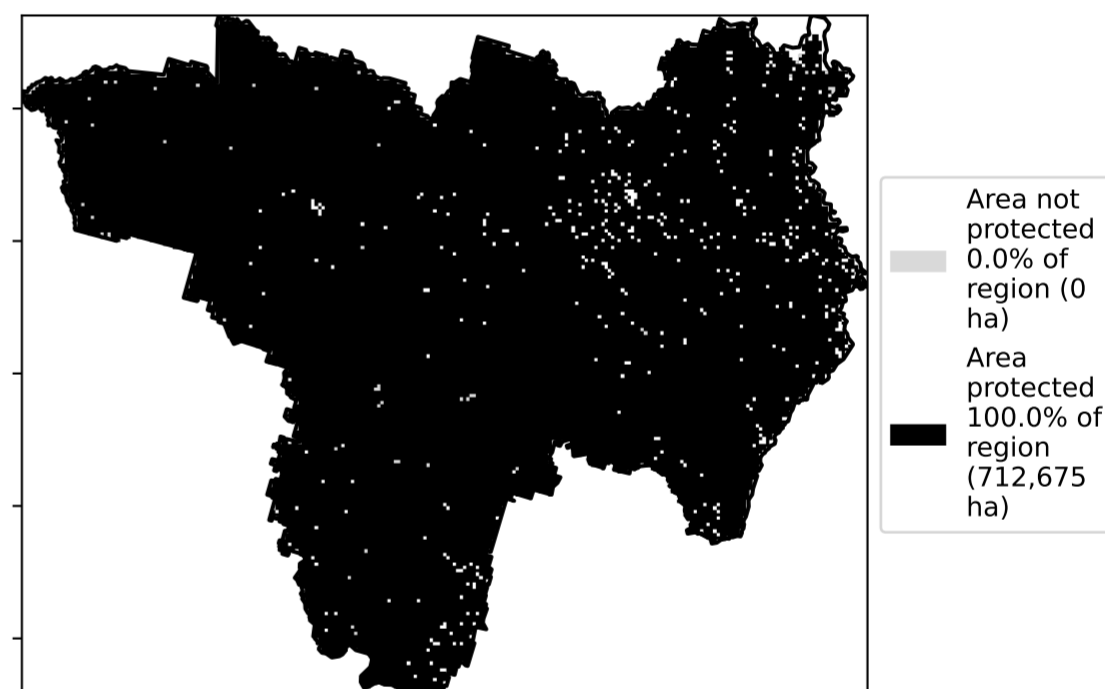 Area not
protected
0.0% of
region (0
ha)
Area
protected
100.0% of
region
(712,675
ha)